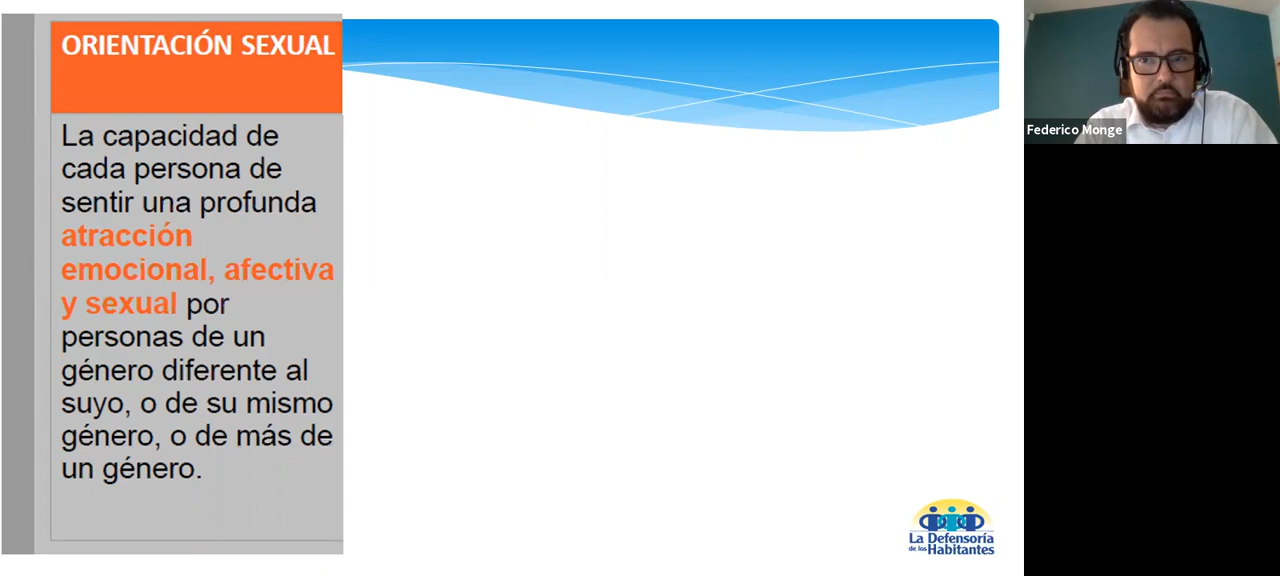 ORIENTACIÓN SEXUAL
La capacidad de
cada persona de
sentir una profunda
atracción
emocional, afectiva
y sexual por
personas de un
género diferente al
suyo, o de su mismo
género, o de más de
un género.
La Defensoría
de los Habitantes
Federico Monge